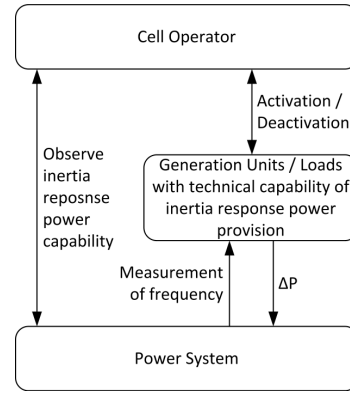 Cell Operator
Activation /
Deactivation
Observe
inertia
reposnse
power
capability
Generation Units / Loads
with technical capability of
inertia response power
provision
Measurement
of frequency
ΔP
Power System